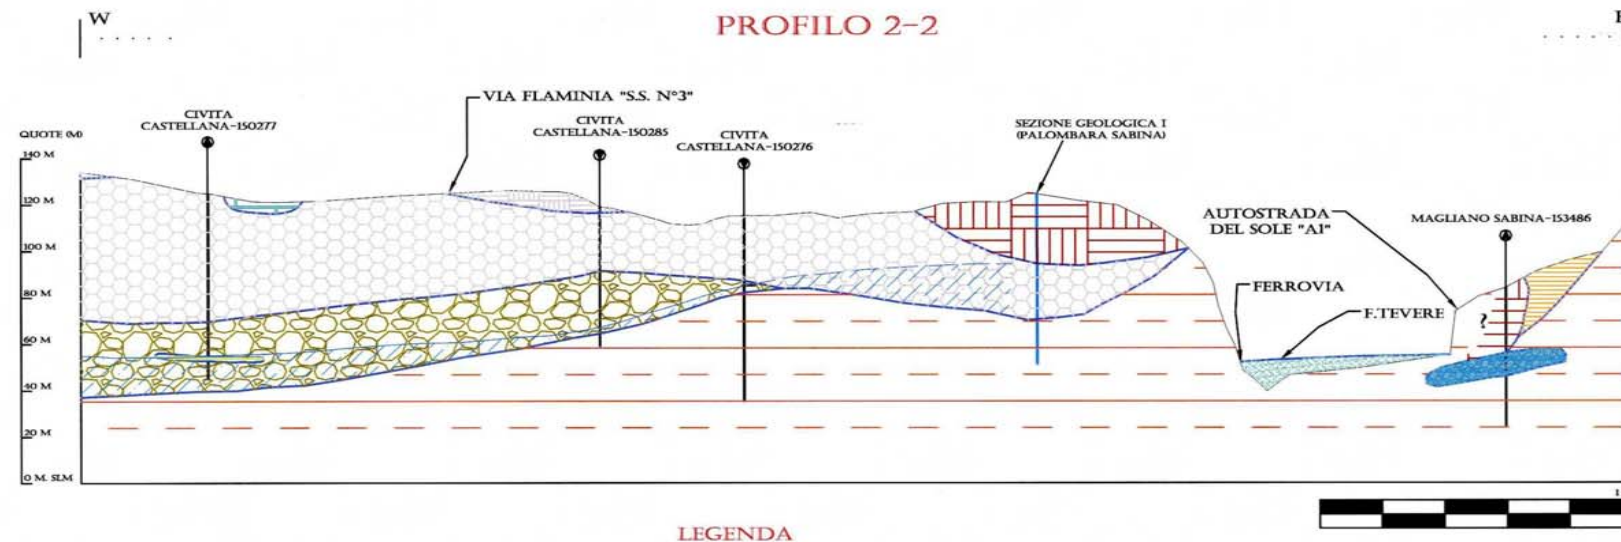 W
PROFILO 2-2
VIA FLAMINIA "S.S. N°3"
CIVITA
CASTELLANA-150277
CIVITA
CASTELLANA-150285
CIVITA
CASTELLANA-150276
SEZIONE GEOLOGICA I
(PALOMBARA SABINA)
QUOTE (M)
140 M
120 M
100 M
80 M
60 M
40 M
20 M
0 M. SLM
AUTOSTRADA
DEL SOLE "A1"
MAGLIANO SABINA-153486
FERROVIA
F.TEVERE
?
LEGENDA